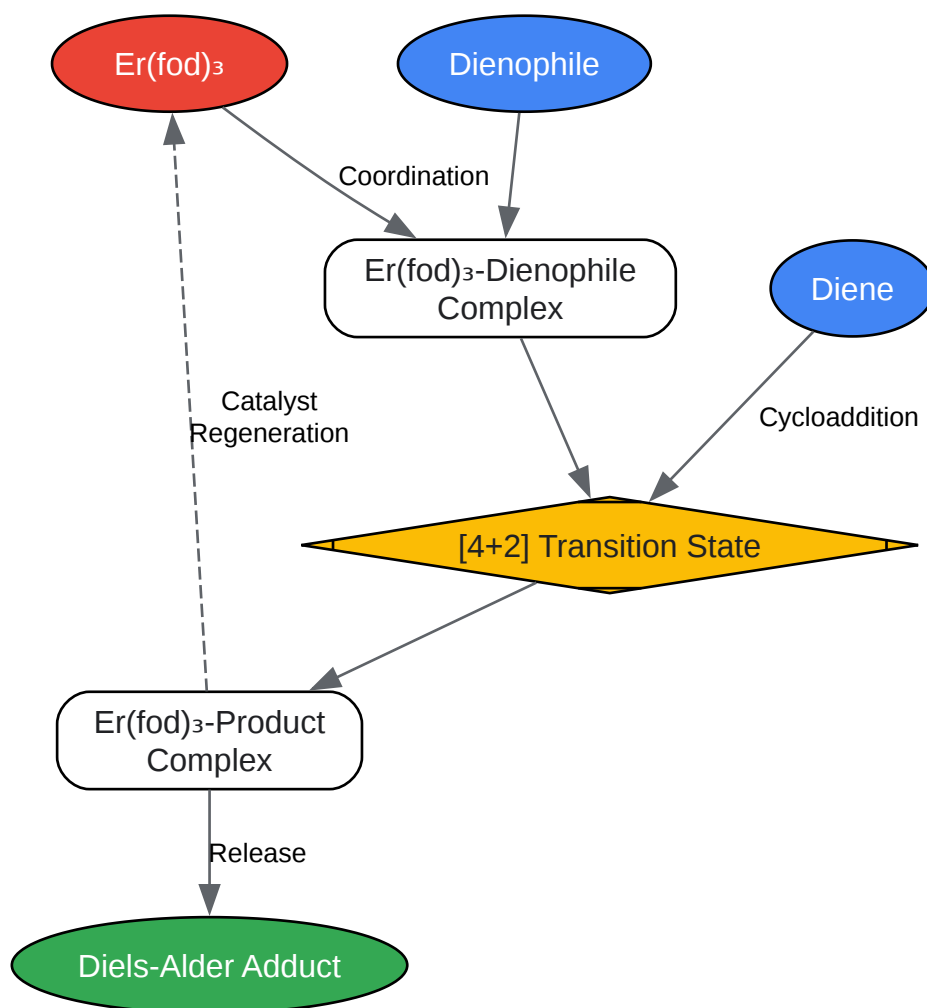 Er(fod)₃
Dienophile
Coordination
Er(fod)₃-Dienophile
Complex
Diene
Catalyst
Regeneration
Cycloaddition
[4+2] Transition State
Er(fod)₃-Product
Complex
Release
Diels-Alder Adduct